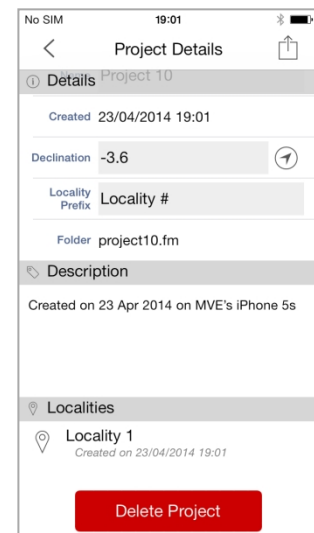 No SIM 19:01
Project Details
Name Project 10
Details
Created 23/04/2014 19:01
Declination -3.6
Locality Prefix Locality #
Folder project10.fm
Description
Created on 23 Apr 2014 on MVE's iPhone 5s
Localities
Locality 1
Created on 23/04/2014 19:01
Delete Project